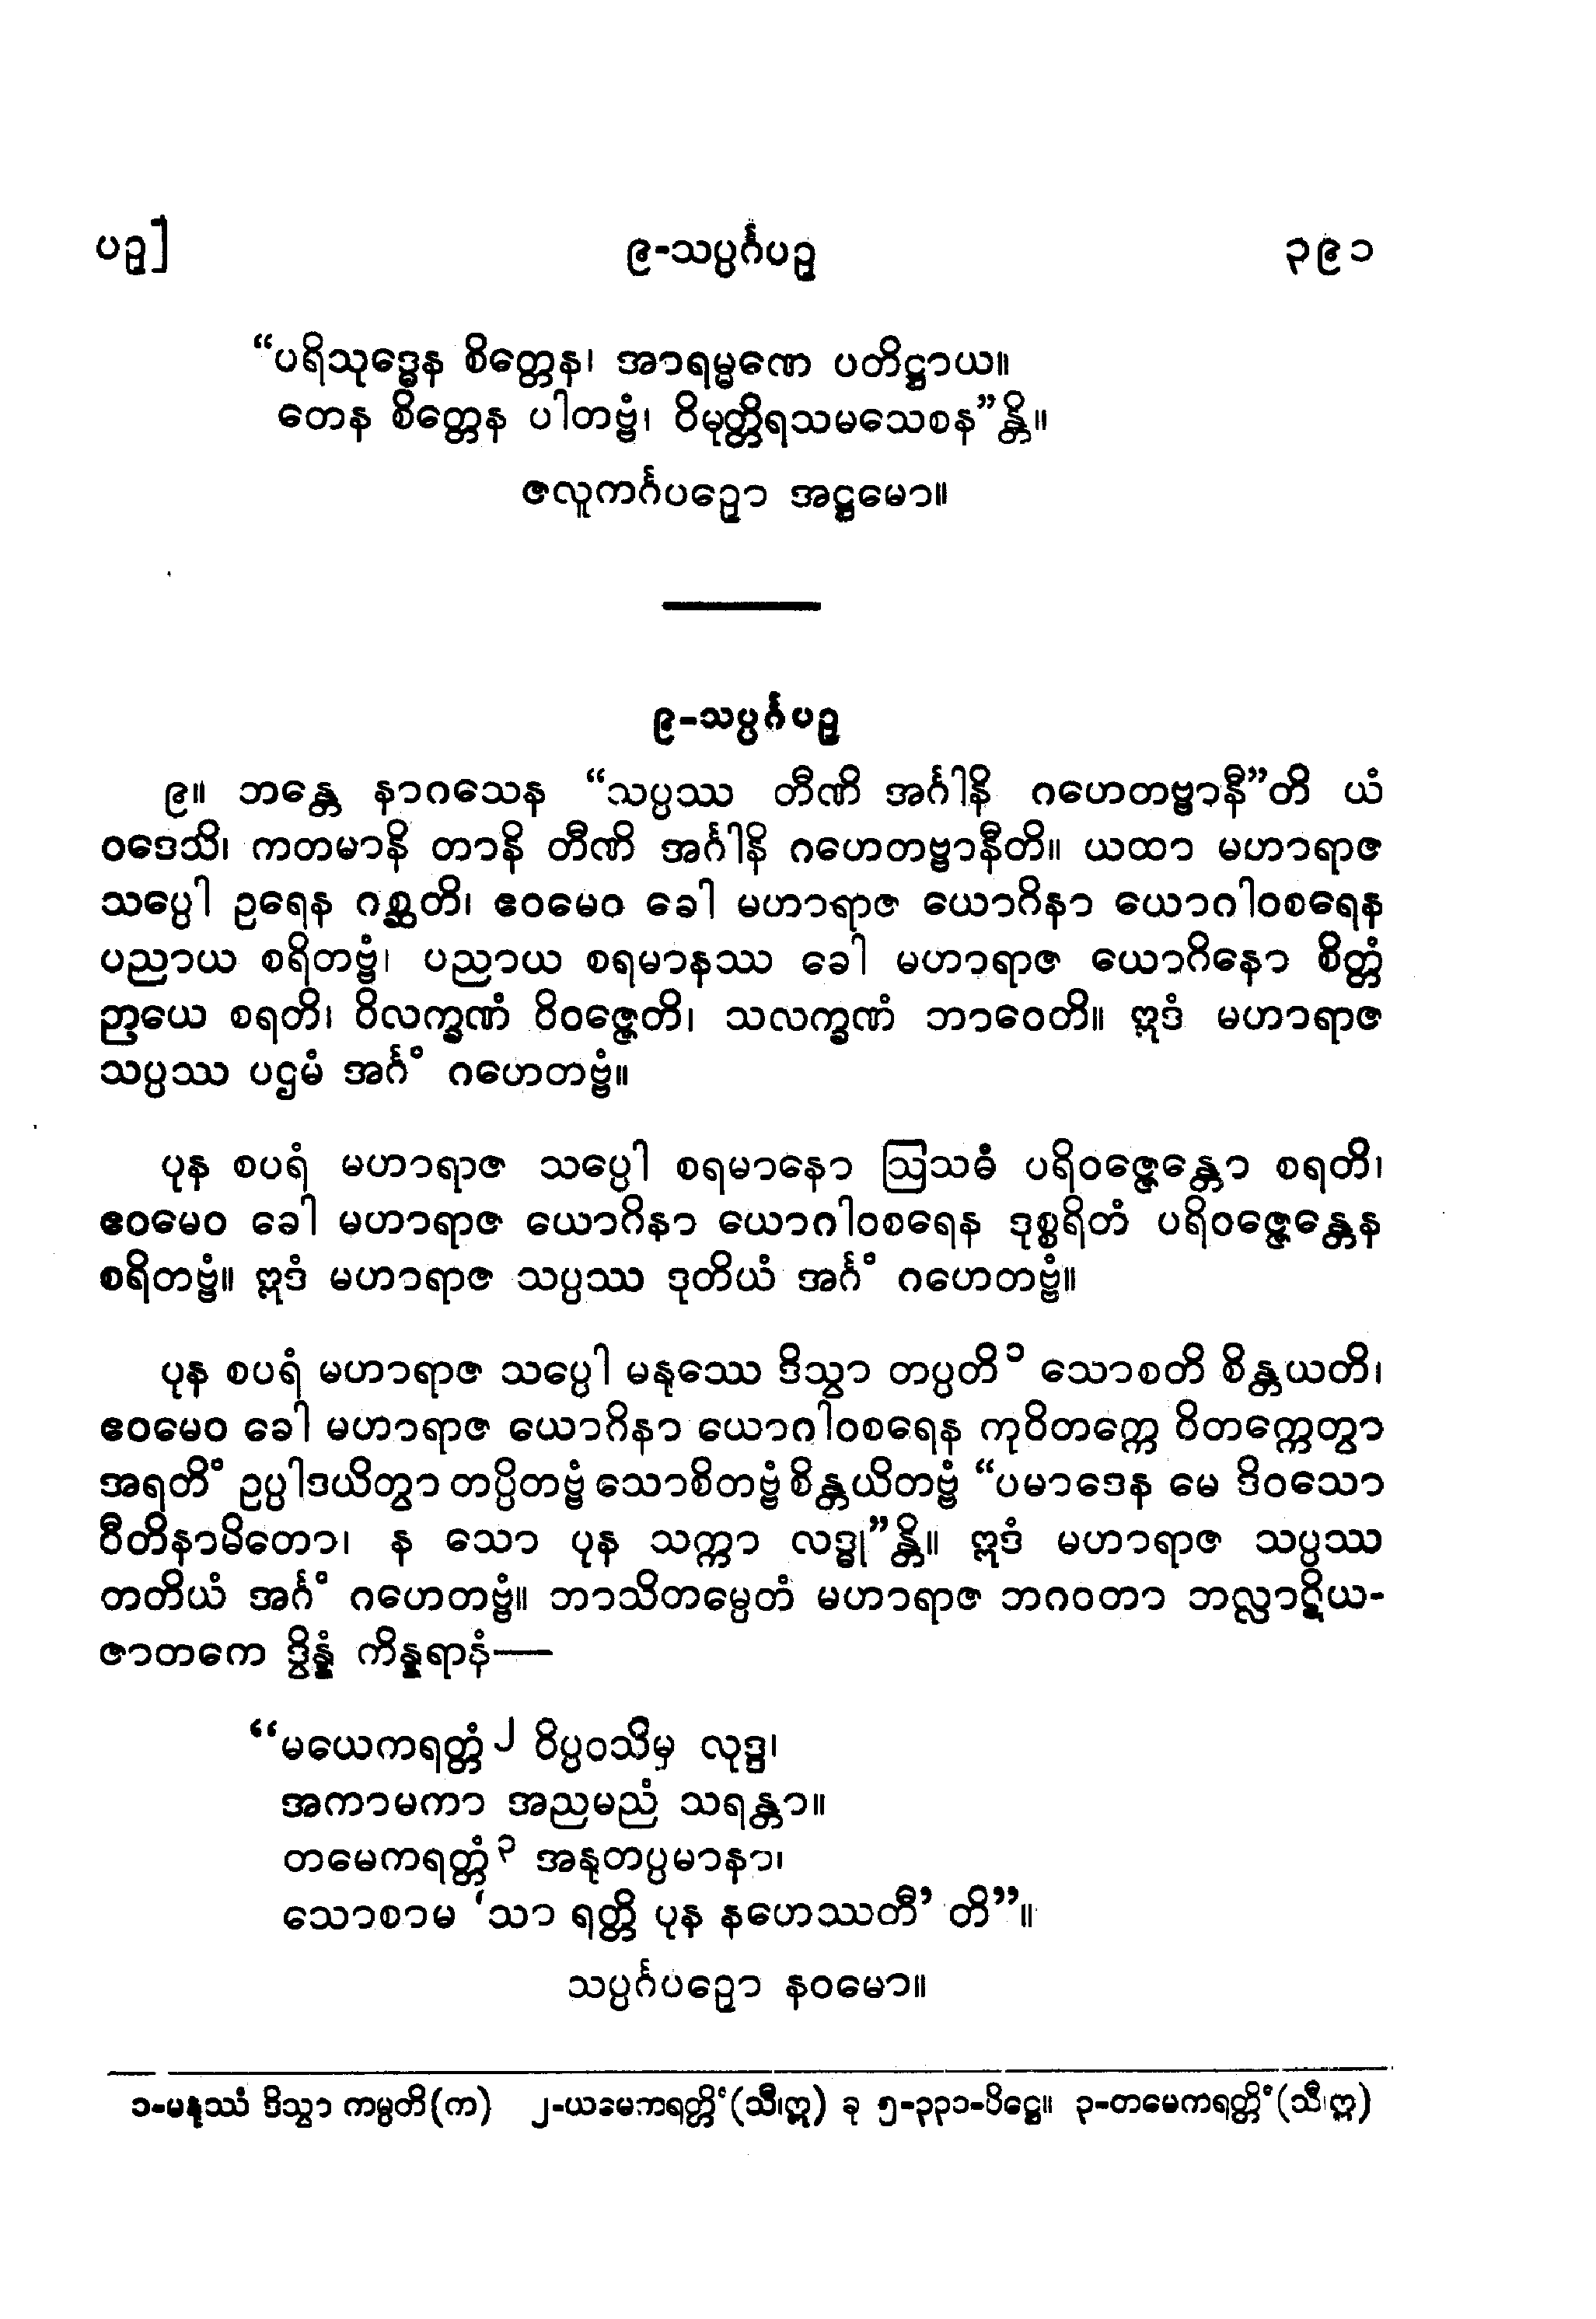 ပဉှ]
၉-သပ္ပင်္ဂပဉှ
၃၉၁
“ပရိသုဒ္ဓေန စိတ္တေန၊ အာရမ္မဏေ ပတိဋ္ဌာယ။
တေန စိတ္တေန ပါတဗ္ဗံ၊ ဝိမုတ္တိရသမသေစန”န္တိ။
ဇလူကင်္ဂပဉှော အဋ္ဌမော။
၉-သပ္ပင်္ဂပဉှ
၉။ ဘန္တေ နာဂသေန “သပ္ပဿ တီဏိ အင်္ဂါနိ ဂဟေတဗ္ဗာနီ”တိ ယံ
ဝဒေသိ၊ ကတမာနိ တာနိ တီဏိ အင်္ဂါနိ ဂဟေတဗ္ဗာနီတိ။ ယထာ မဟာရာဇ
သပ္ပေါ ဥရေန ဂစ္ဆတိ၊ ဧဝမေဝ ခေါ မဟာရာဇ ယောဂိနာ ယောဂါဝစရေန
ပညာယ စရိတဗ္ဗံ၊ ပညာယ စရမာနဿ ခေါ မဟာရာဇ ယောဂိနော စိတ္တံ
ဉာယေ စရတိ၊ ဝိလက္ခဏံ ဝိဝဇ္ဇေတိ၊ သလက္ခဏံ ဘာဝေတိ။ ဣဒံ မဟာရာဇ
သပ္ပဿ ပဌမံ အင်္ဂံ ဂဟေတဗ္ဗံ။
ပုန စပရံ မဟာရာဇ သပ္ပေါ စရမာနော ဩသဓံ ပရိဝဇ္ဇေန္တော စရတိ၊
ဧဝမေဝ ခေါ မဟာရာဇ ယောဂိနာ ယောဂါဝစရေန ဒုစ္စရိတံ ပရိဝဇ္ဇေန္တေန
စရိတဗ္ဗံ။ ဣဒံ မဟာရာဇ သပ္ပဿ ဒုတိယံ အင်္ဂံ ဂဟေတဗ္ဗံ။
ပုန စပရံ မဟာရာဇ သပ္ပေါ မနုဿေ ဒိသွာ တပ္ပတိ၁ သောစတိ စိန္တယတိ၊
ဧဝမေဝ ခေါ မဟာရာဇ ယောဂိနာ ယောဂါဝစရေန ကုဝိတက္ကေ ဝိတက္ကေတွာ
အရတိံ ဥပ္ပါဒယိတွာ တပ္ပိတဗ္ဗံ သောစိတဗ္ဗံ စိန္တယိတဗ္ဗံ “ပမာဒေန မေ ဒိဝသော
ဝီတိနာမိတော၊ န သော ပုန သက္ကာ လဒ္ဓု”န္တိ။ ဣဒံ မဟာရာဇ သပ္ပဿ
တတိယံ အင်္ဂံ ဂဟေတဗ္ဗံ။ ဘာသိတမ္ပေတံ မဟာရာဇ ဘဂဝတာ ဘလ္လာဋိယ-
ဇာတကေ ဒွိန္နံ ကိန္နရာနံ—
“မယေကရတ္တံ၂ ဝိပ္ပဝသိမှ လုဒ္ဒ၊
အကာမကာ အညမညံ သရန္တာ။
တမေကရတ္တံ၃ အနုတပ္ပမာနာ၊
သောစာမ ‘သာ ရတ္တိ ပုန နဟေဿတီ’ တိ”။
သပ္ပင်္ဂပဉှော နဝမော။
၁-မနုဿံ ဒိသွာ ကမ္ပတိ(က) ၂-ယမေကရတ္တိံ(သီ၊ဣ) ခု ၅-၃၃၁-ပိဋ္ဌေ။ ၃-တမေကရတ္တိံ(သီ၊ဣ)